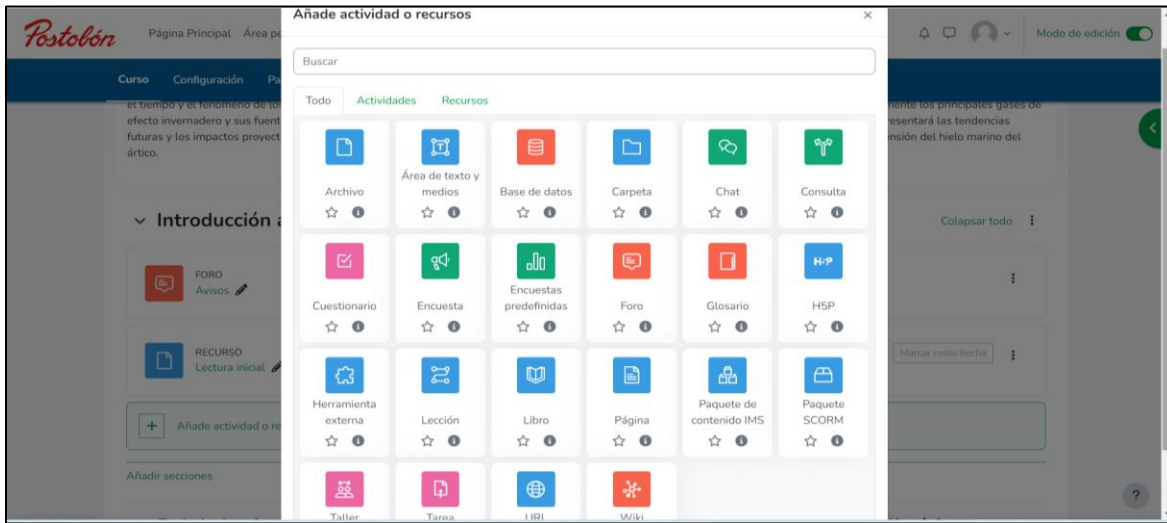 Añade actividad o recursos
×
Postobón
Página Principal Área pe
Modo de edición
Buscar
Curso Configuración Pa
Todo Actividades Recursos
el tiempo y el fenómeno de lo
efecto invernadero y sus fuent
futuras y los impactos proyect
ártico.
mente los principales gases de
resentará las tendencias
ensión del hielo marino del
Archivo
Área de texto y
medios
Base de datos
Carpeta
Chat
Consulta
Introducción a
Colapsar todo
FORO
Avisos
Cuestionario
Encuesta
Encuestas
predefinidas
Foro
Glosario
H5P
H5P
RECURSO
Lectura inicial
Marcar como hecha
Herramienta
externa
Lección
Libro
Página
Paquete de
contenido IMS
Paquete
SCORM
+ Añade actividad o re
Añadir secciones
Taller
Tarea
URL
Wiki
?